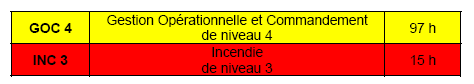 GOC 4 Gestion Opérationnelle et Commandement de niveau 4 97 h
INC 3 Incendie de niveau 3 15 h